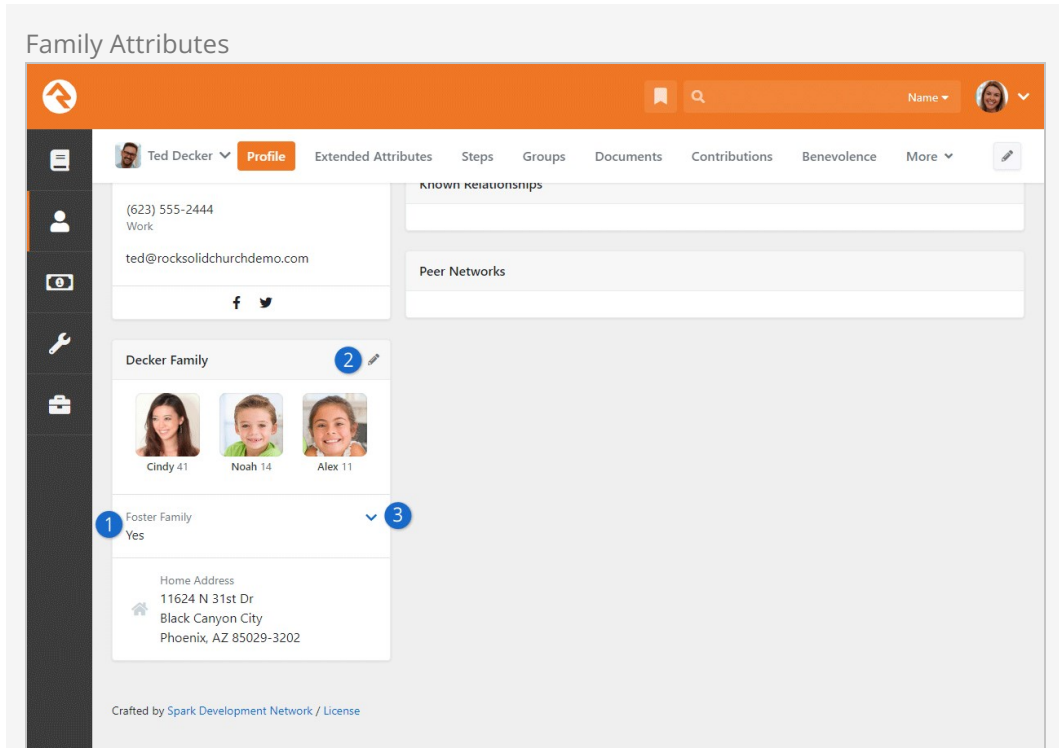 Family Attributes
Name
Ted Decker Profile Extended Attributes Steps Groups Documents Contributions Benevolence More
Known Relationships
(623) 555-2444
Work
ted@rocksolidchurchdemo.com
Peer Networks
Decker Family 2
Cindy 41 Noah 14 Alex 11
1 Foster Family 3
Yes
Home Address
11624 N 31st Dr
Black Canyon City
Phoenix, AZ 85029-3202
Crafted by Spark Development Network / License